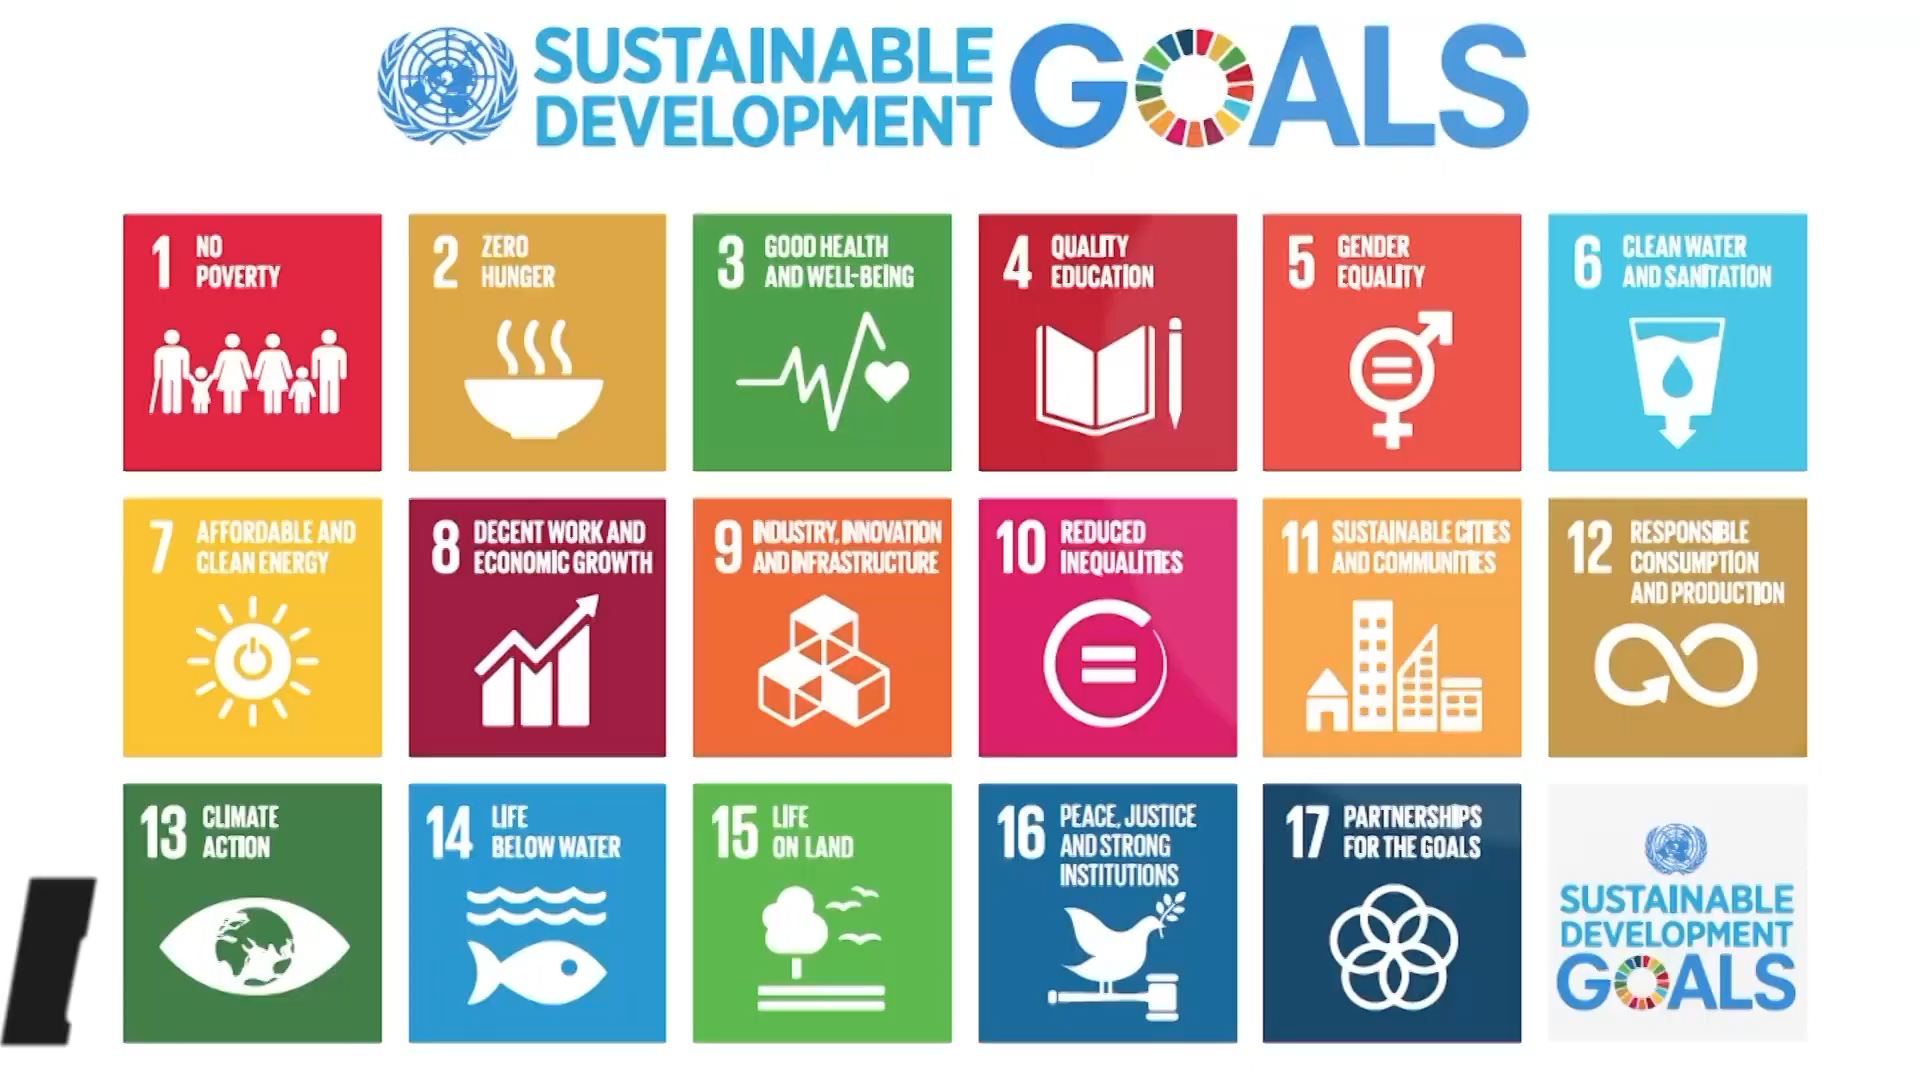 SUSTAINABLE
DEVELOPMENT
GOALS
1 NO
POVERTY
2 ZERO
HUNGER
3 GOOD HEALTH
AND WELL-BEING
4 QUALITY
EDUCATION
5 GENDER
EQUALITY
6 CLEAN WATER
AND SANITATION
7 AFFORDABLE AND
CLEAN ENERGY
8 DECENT WORK AND
ECONOMIC GROWTH
9 INDUSTRY, INNOVATION
AND INFRASTRUCTURE
10 REDUCED
INEQUALITIES
11 SUSTAINABLE CITIES
AND COMMUNITIES
12 RESPONSIBLE
CONSUMPTION
AND PRODUCTION
13 CLIMATE
ACTION
14 LIFE
BELOW WATER
15 LIFE
ON LAND
16 PEACE, JUSTICE
AND STRONG
INSTITUTIONS
17 PARTNERSHIPS
FOR THE GOALS
SUSTAINABLE
DEVELOPMENT
GOALS